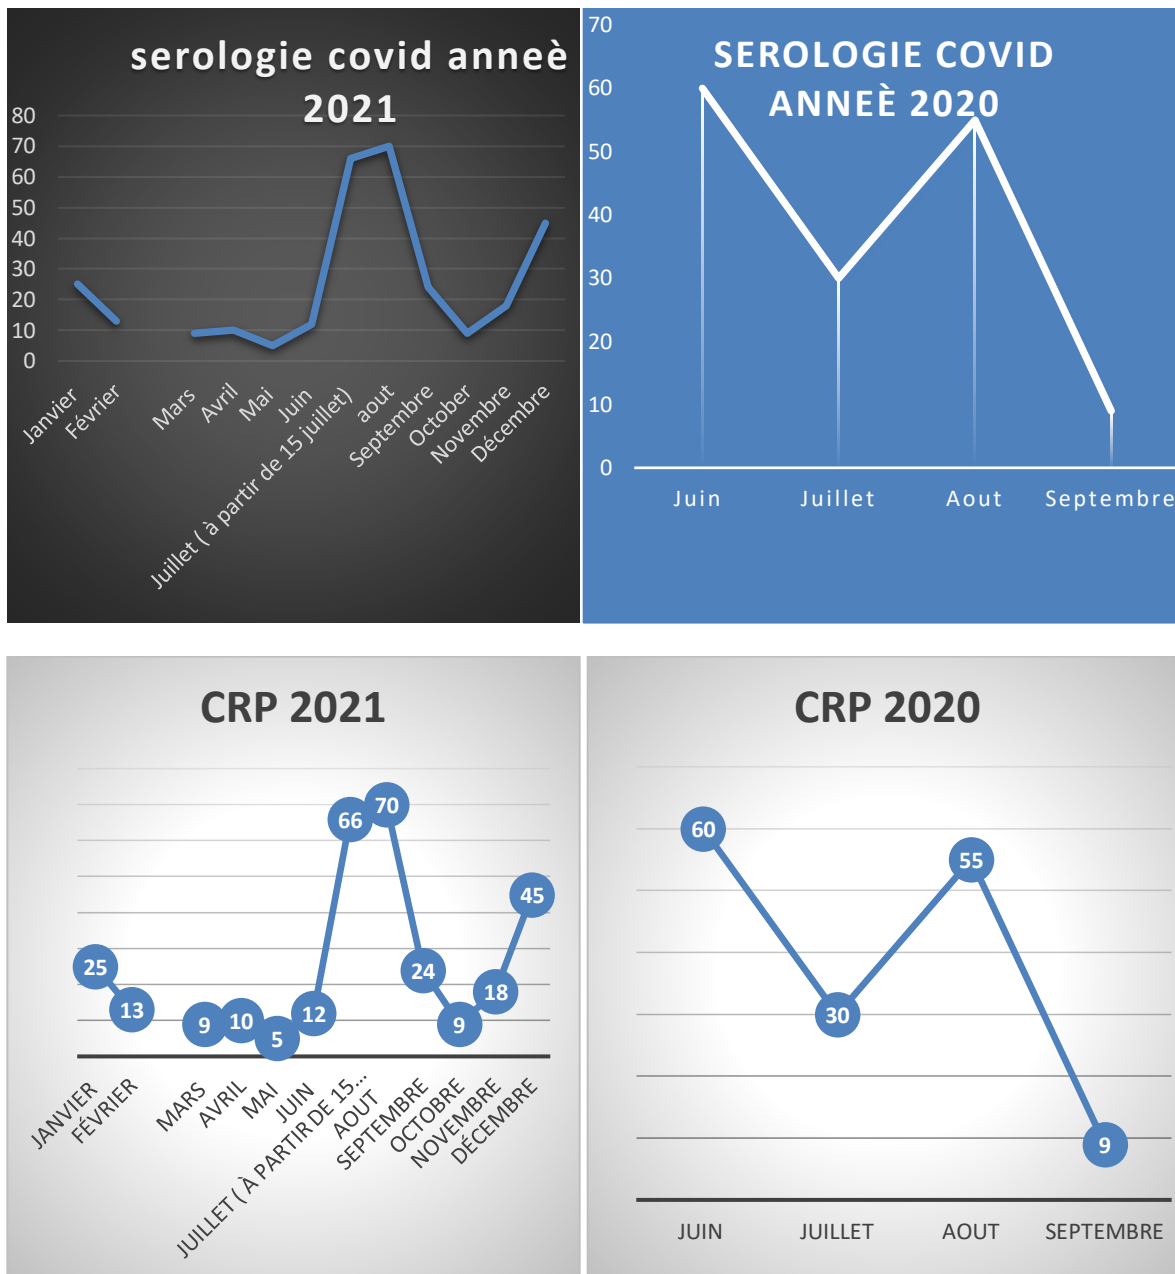 serologie covid anneè
2021
80
70
60
50
40
30
20
10
0
Janvier
Février
Mars
Avril
Mai
Juin
Juillet ( à partir de 15 juillet)
aout
Septembre
October
Novembre
Décembre
SEROLOGIE COVID
ANNEÈ 2020
70
60
50
40
30
20
10
0
Juin
Juillet
Aout
Septembre
CRP 2021
25
13
9
10
5
12
66
70
24
9
18
45
JANVIER
FÉVRIER
MARS
AVRIL
MAI
JUIN
JUILLET ( À PARTIR DE 15...
AOUT
SEPTEMBRE
OCTOBRE
NOVEMBRE
DÉCEMBRE
CRP 2020
60
30
55
9
JUIN
JUILLET
AOUT
SEPTEMBRE